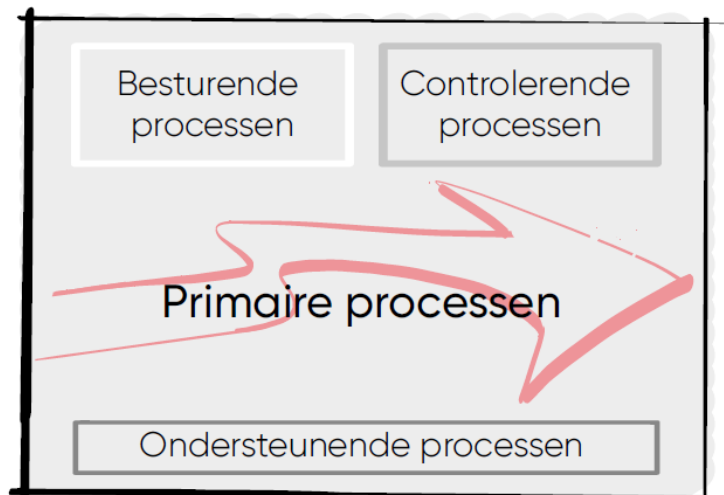 Besturende
processen
Controlerende
processen
Primaire processen
Ondersteunende processen